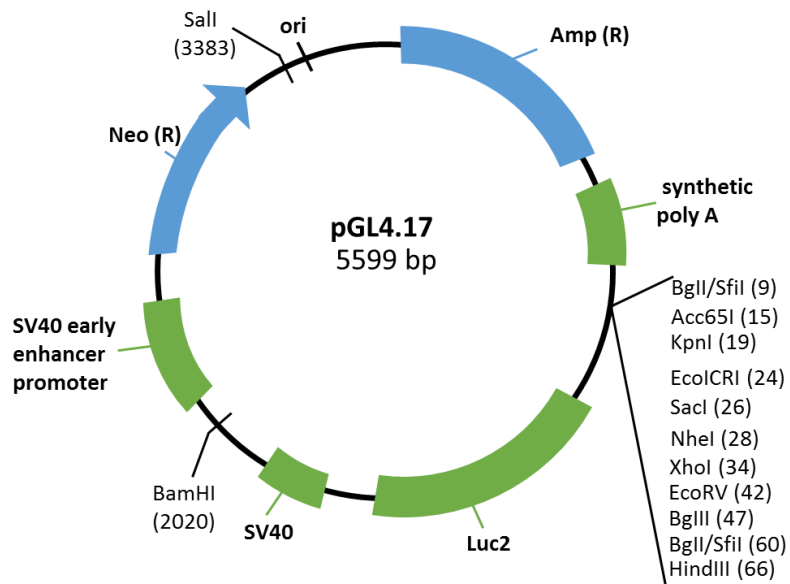 SalI
(3383)
ori
Amp (R)
Neo (R)
synthetic
poly A
pGL4.17
5599 bp
BglI/SfiI (9)
Acc65I (15)
KpnI (19)
EcoICRI (24)
SacI (26)
NheI (28)
XhoI (34)
EcoRV (42)
BglII (47)
BglI/SfiI (60)
HindIII (66)
SV40 early
enhancer
promoter
BamHI
(2020)
SV40
Luc2